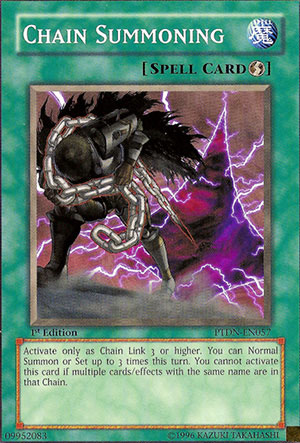 CHAIN SUMMONING
魔
[SPELL CARD]
1st Edition
PTDN-EN057
Activate only as Chain Link 3 or higher. You can Normal
Summon or Set up to 3 times this turn. You cannot activate
this card if multiple cards/effects with the same name are in
that Chain.
09952083
©1996 KAZUKI TAKAHASHI